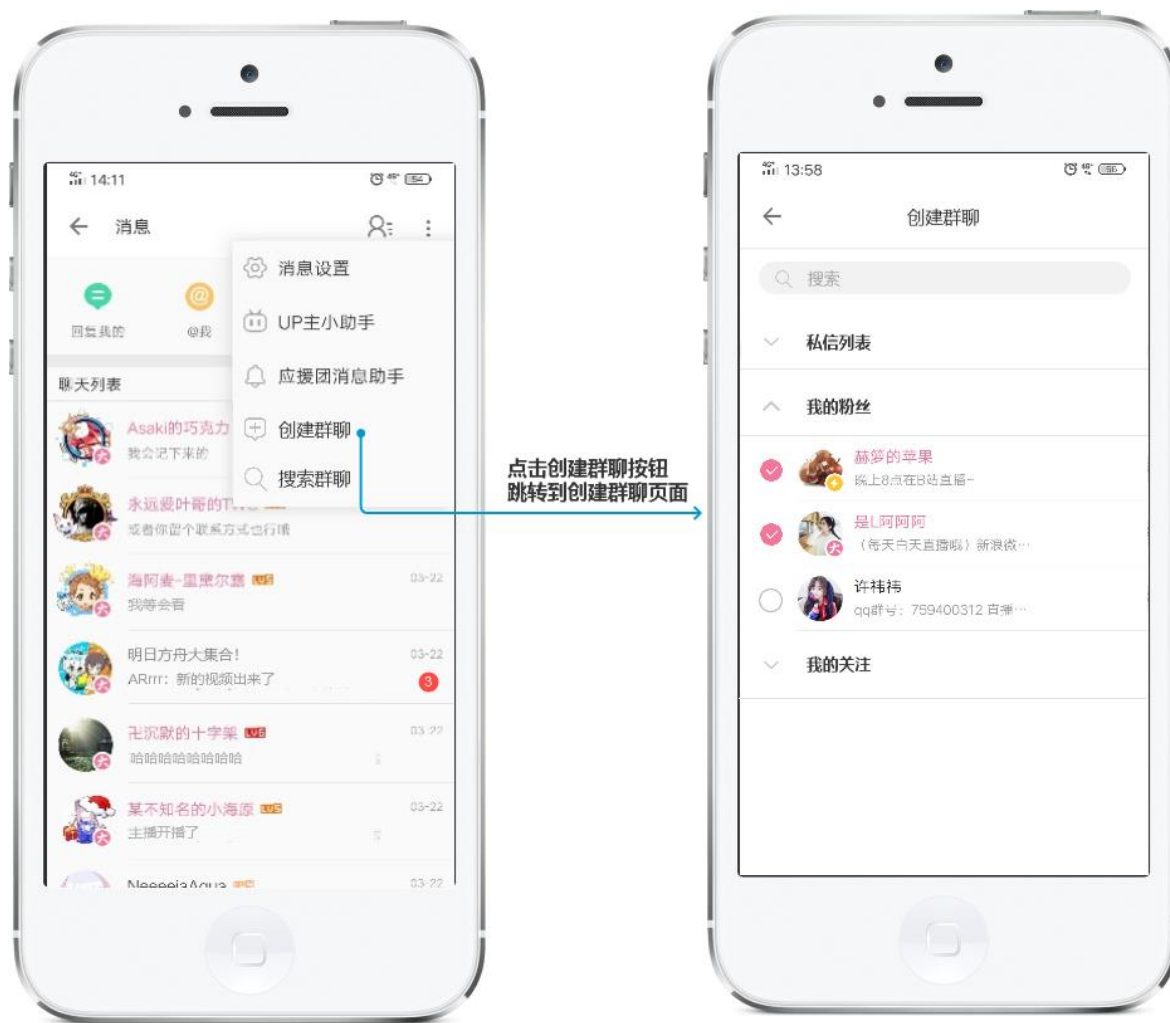 14:11
54
消息
消息设置
UP主小助手
应援团消息助手
创建群聊
搜索群聊
回复我的
@我
聊天列表
Asaki的巧克力
我会记下来的
永远爱叶哥的
或者你留个联系方式也行哦
海阿麦-里黛尔塞 LV5
03-22
我等会看
明日方舟大集合!
03-22
ARrrr: 新的视频出来了
3
卍沉默的十字架 LV6
03-22
哈哈哈哈哈哈哈哈
某不知名的小海原 LV5
03-22
主播开播了
03-22
点击创建群聊按钮
跳转到创建群聊页面
13:58
56
创建群聊
搜索
私信列表
我的粉丝
赫箩的苹果
晚上8点在B站直播~
是L阿阿阿
(每天白天直播哦) 新浪微…
许祎祎
qq群号: 759400312 直播…
我的关注